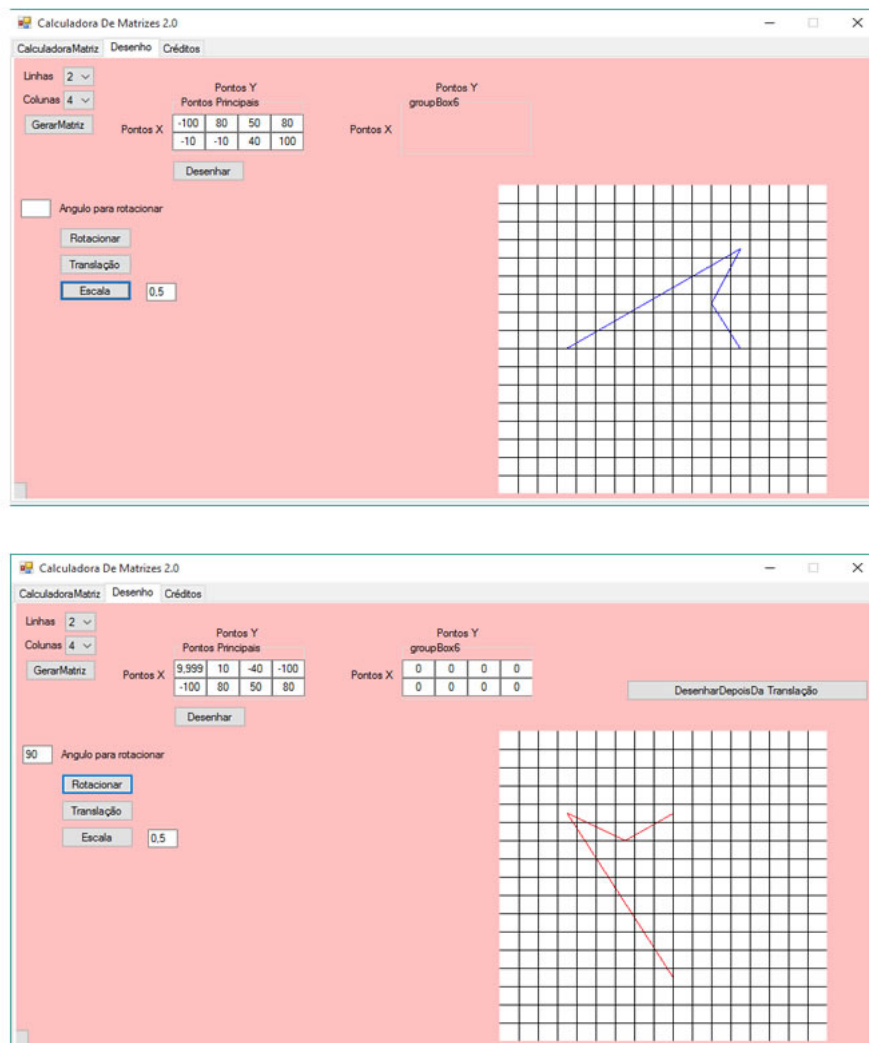 Calculadora De Matrizes 2.0
CalculadoraMatriz Desenho Créditos
Linhas 2
Colunas 4
GerarMatriz
Pontos Y
Pontos Principais
Pontos X
-100 80 50 80
-10 -10 40 100
Desenhar
Pontos Y
groupBox6
Pontos X
Angulo para rotacionar
Rotacionar
Translação
Escala 0,5
Calculadora De Matrizes 2.0
CalculadoraMatriz Desenho Créditos
Linhas 2
Colunas 4
GerarMatriz
Pontos Y
Pontos Principais
Pontos X
9,999 10 -40 -100
-100 80 50 80
Desenhar
Pontos Y
groupBox6
Pontos X
0 0 0 0
0 0 0 0
DesenharDepoisDa Translação
90 Angulo para rotacionar
Rotacionar
Translação
Escala 0,5